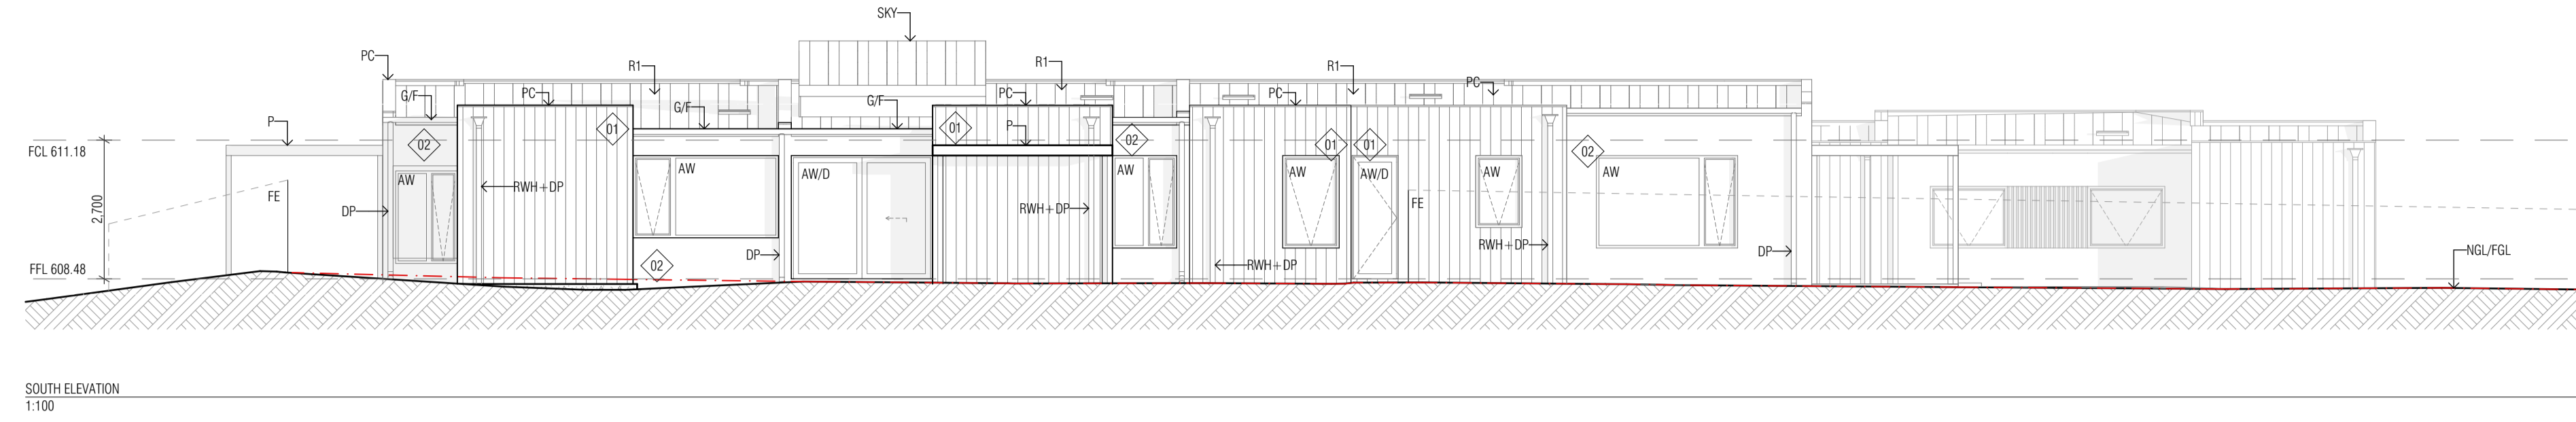 SKY
PC
R1
R1
R1
PC
G/F
PC
G/F
G/F
PC
PC
P
01
01
P
02
02
01
01
02
FCL 611.18
2,700
FE
DP
AW
RWH+DP
AW
AW/D
RWH+DP
AW
AW
AW/D
FE
AW
AW
DP
02
RWH+DP
RWH+DP
DP
NGL/FGL
FFL 608.48
SOUTH ELEVATION
1:100